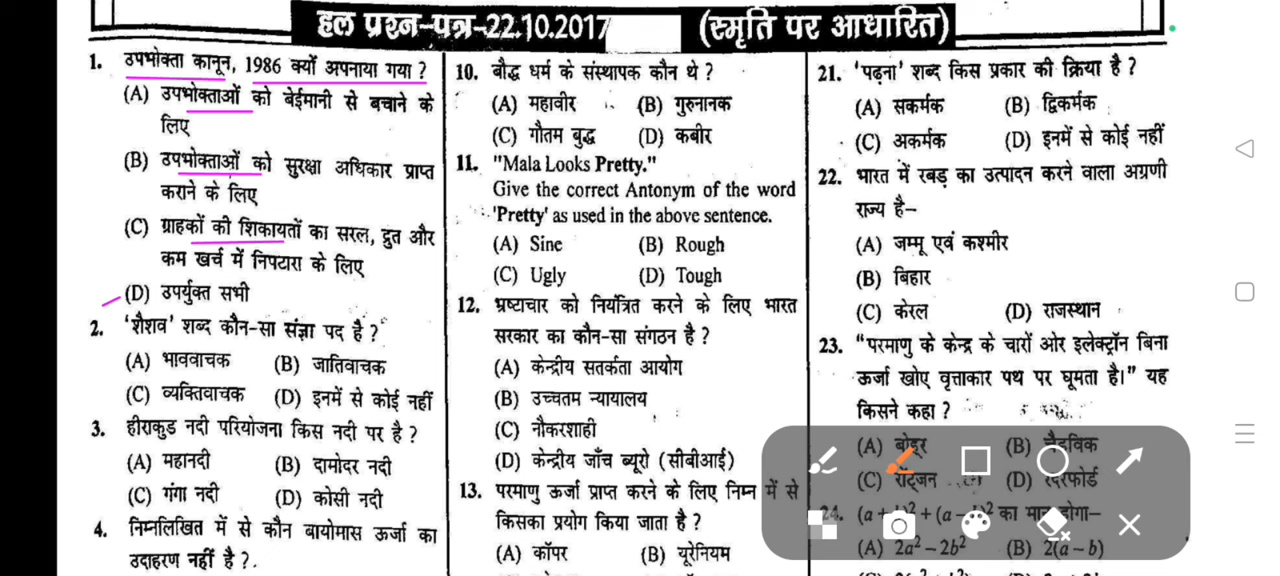 हल प्रश्न-पत्र-22.10.2017 (स्मृति पर आधारित)
1. उपभोक्ता कानून, 1986 क्यों अपनाया गया ?
(A) उपभोक्ताओं को बेईमानी से बचाने के
लिए
(B) उपभोक्ताओं को सुरक्षा अधिकार प्राप्त
कराने के लिए
(C) ग्राहकों की शिकायतों का सरल, द्रुत और
कम खर्च में निपटारा के लिए
(D) उपर्युक्त सभी
2. 'शैशव' शब्द कौन-सा संज्ञा पद है ?
(A) भाववाचक (B) जातिवाचक
(C) व्यक्तिवाचक (D) इनमें से कोई नहीं
3. हीराकुड नदी परियोजना किस नदी पर है ?
(A) महानदी (B) दामोदर नदी
(C) गंगा नदी (D) कोसी नदी
4. निम्नलिखित में से कौन बायोमास ऊर्जा का
उदाहरण नहीं है ?
10. बौद्ध धर्म के संस्थापक कौन थे ?
(A) महावीर (B) गुरुनानक
(C) गौतम बुद्ध (D) कबीर
11. "Mala Looks Pretty."
Give the correct Antonym of the word
'Pretty' as used in the above sentence.
(A) Sine (B) Rough
(C) Ugly (D) Tough
12. भ्रष्टाचार को नियंत्रित करने के लिए भारत
सरकार का कौन-सा संगठन है ?
(A) केन्द्रीय सतर्कता आयोग
(B) उच्चतम न्यायालय
(C) नौकरशाही
(D) केन्द्रीय जाँच ब्यूरो (सीबीआई)
13. परमाणु ऊर्जा प्राप्त करने के लिए निम्न में से
किसका प्रयोग किया जाता है ?
(A) कॉपर (B) यूरेनियम
21. 'पढ़ना' शब्द किस प्रकार की क्रिया है ?
(A) सकर्मक (B) द्विकर्मक
(C) अकर्मक (D) इनमें से कोई नहीं
22. भारत में रबड़ का उत्पादन करने वाला अग्रणी
राज्य है–
(A) जम्मू एवं कश्मीर
(B) बिहार
(C) केरल (D) राजस्थान
23. "परमाणु के केन्द्र के चारों ओर इलेक्ट्रॉन बिना
ऊर्जा खोए वृत्ताकार पथ पर घूमता है।" यह
किसने कहा ?
(A) बोहर (B)
(C) (D)
24. का
(A) 2a² – 2b² (B) 2(a – b)